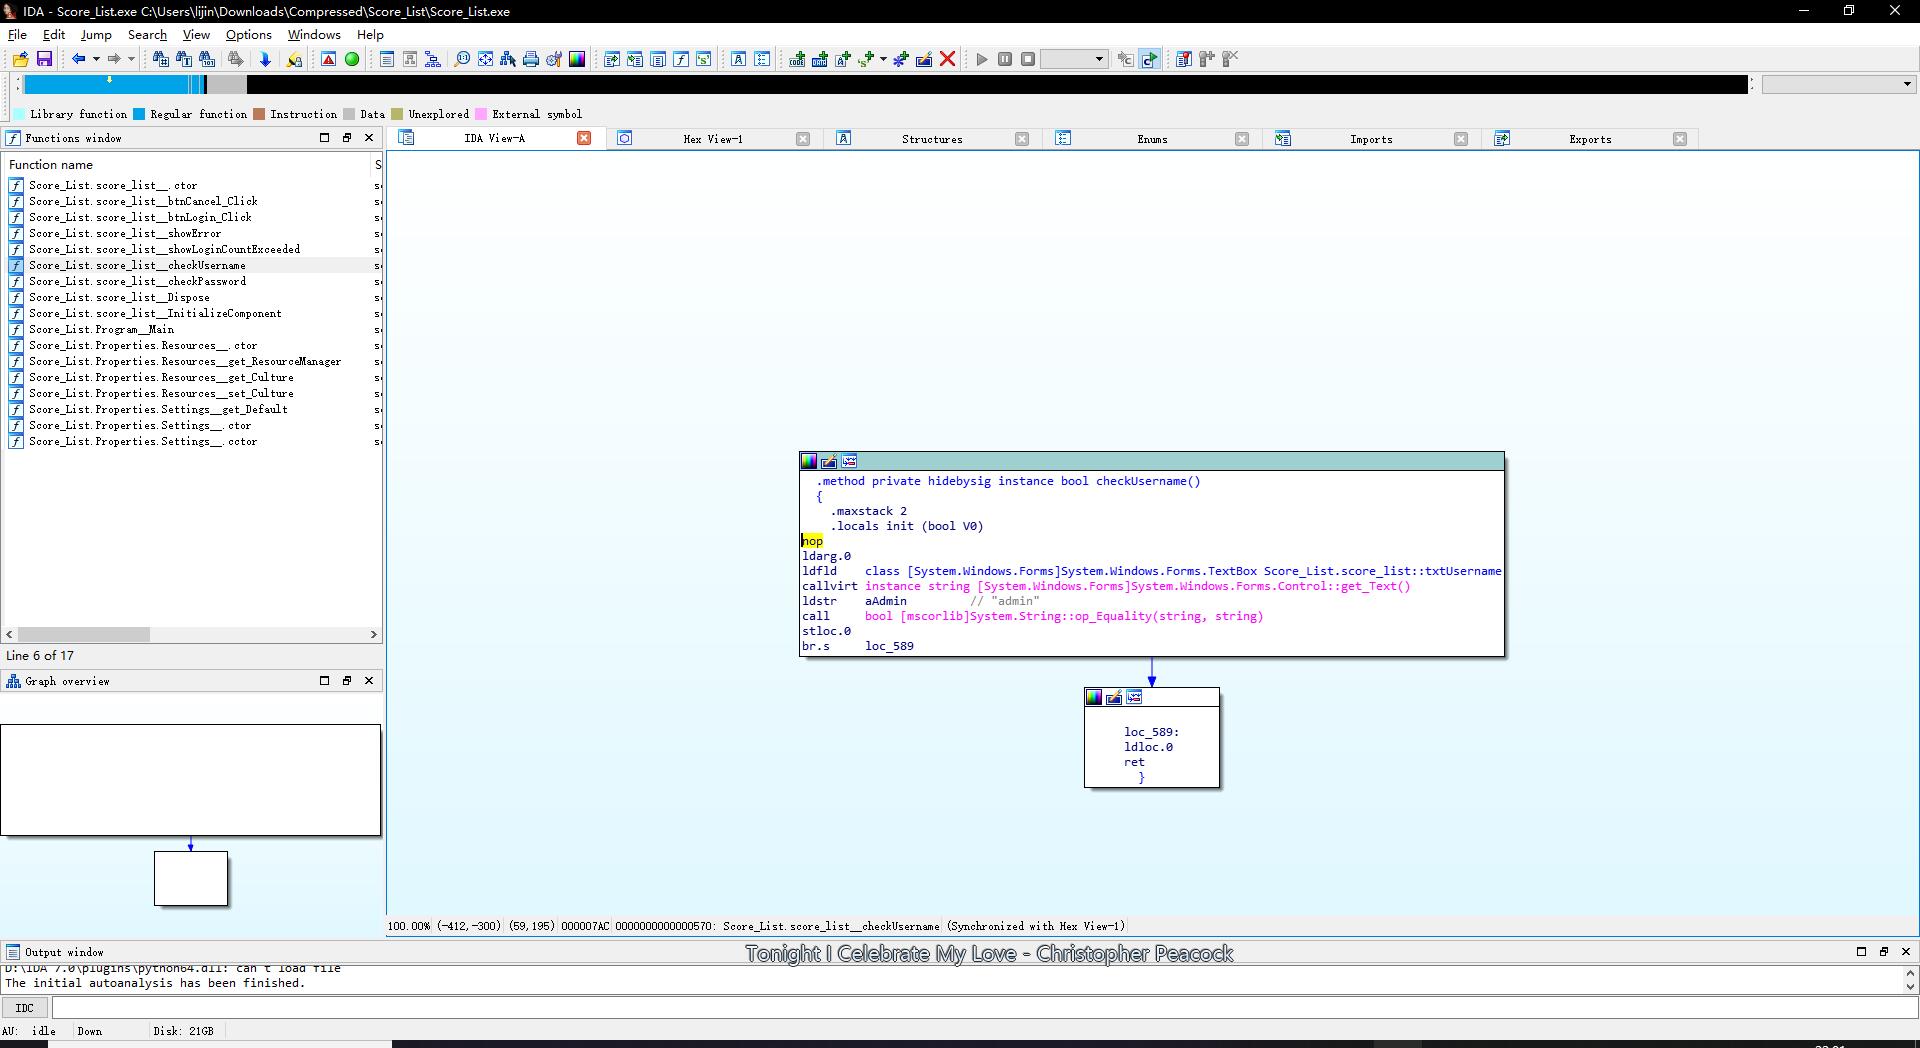 IDA - Score_List.exe C:\Users\lijin\Downloads\Compressed\Score_List\Score_List.exe
File Edit Jump Search View Options Windows Help
Library function Regular function Instruction Data Unexplored External symbol
Functions window
IDA View-A
Hex View-1
Structures
Enums
Imports
Exports
Function name
Score_List.score_list__.ctor
Score_List.score_list__btnCancel_Click
Score_List.score_list__btnLogin_Click
Score_List.score_list__showError
Score_List.score_list__showLoginCountExceeded
Score_List.score_list__checkUsername
Score_List.score_list__checkPassword
Score_List.score_list__Dispose
Score_List.score_list__InitializeComponent
Score_List.Program__Main
Score_List.Properties.Resources__.ctor
Score_List.Properties.Resources__get_ResourceManager
Score_List.Properties.Resources__get_Culture
Score_List.Properties.Resources__set_Culture
Score_List.Properties.Settings__get_Default
Score_List.Properties.Settings__.ctor
Score_List.Properties.Settings__.cctor
Line 6 of 17
Graph overview
.method private hidebysig instance bool checkUsername()
{
.maxstack 2
.locals init (bool V0)
nop
ldarg.0
ldfld class [System.Windows.Forms]System.Windows.Forms.TextBox Score_List.score_list::txtUsername
callvirt instance string [System.Windows.Forms]System.Windows.Forms.Control::get_Text()
ldstr aAdmin // "admin"
call bool [mscorlib]System.String::op_Equality(string, string)
stloc.0
br.s loc_589
loc_589:
ldloc.0
ret
}
100.00% (-412,-300) (59,195) 000007AC 0000000000000570: Score_List.score_list__checkUsername (Synchronized with Hex View-1)
Output window
Tonight I Celebrate My Love - Christopher Peacock
D:\IDA 7.0\plugins\python64.dll: can't load file
The initial autoanalysis has been finished.
IDC
AU: idle Down Disk: 21GB